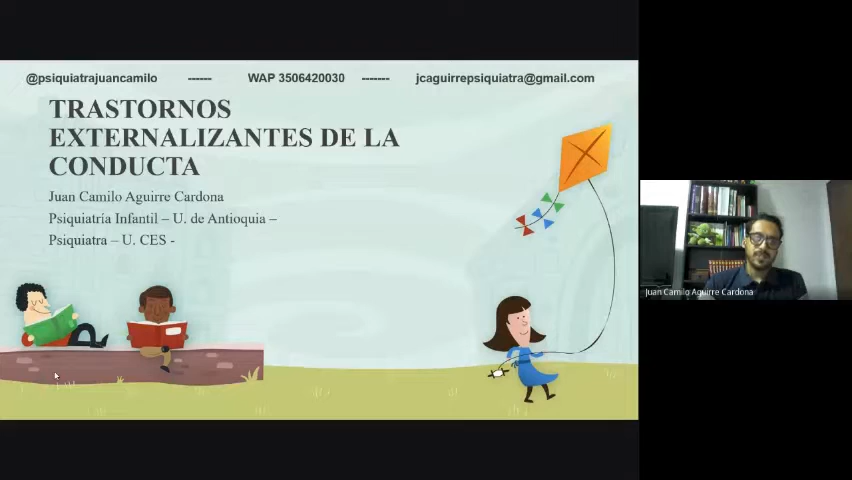 @psiquiatrajuancamilo ------ WAP 3506420030 ------- jcaguirrepsiquiatra@gmail.com
TRASTORNOS
EXTERNALIZANTES DE LA
CONDUCTA
Juan Camilo Aguirre Cardona
Psiquiatría Infantil – U. de Antioquia –
Psiquiatra – U. CES -
Juan Camilo Aguirre Cardona